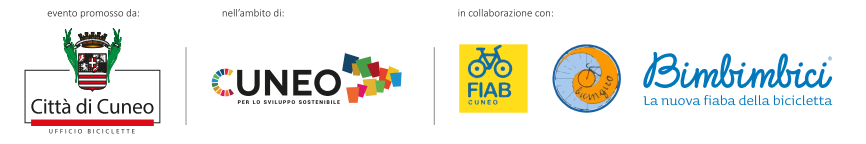 evento promosso da:
nell'ambito di:
in collaborazione con:
Città di Cuneo
UFFICIO BICICLETTE
CUNEO
PER LO SVILUPPO SOSTENIBILE
FIAB
CUNEO
buongiro
Bimbimbici
La nuova fiaba della bicicletta